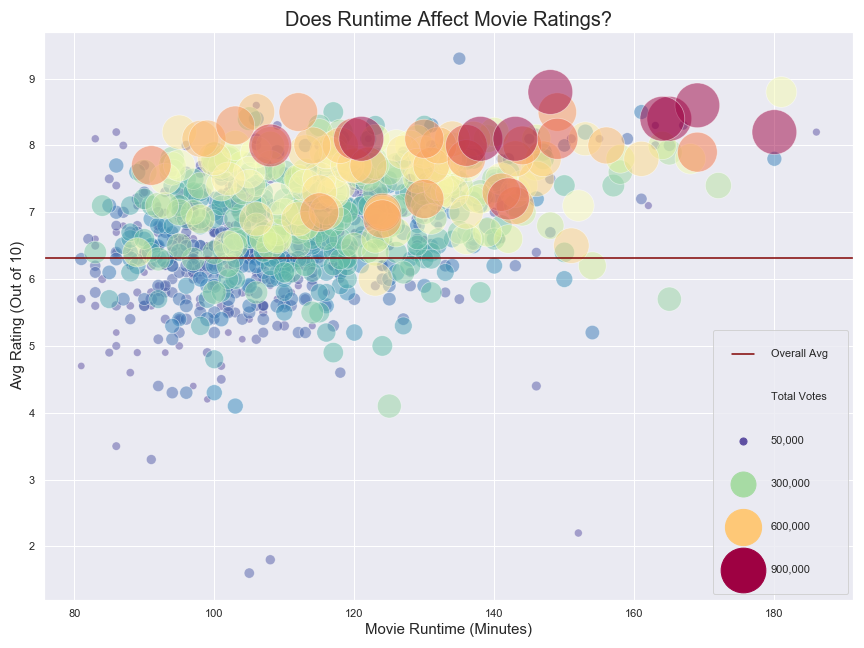 Does Runtime Affect Movie Ratings?
Avg Rating (Out of 10)
9
8
7
6
5
4
3
2
80 100 120 140 160 180
Movie Runtime (Minutes)
Overall Avg
Total Votes
50,000
300,000
600,000
900,000